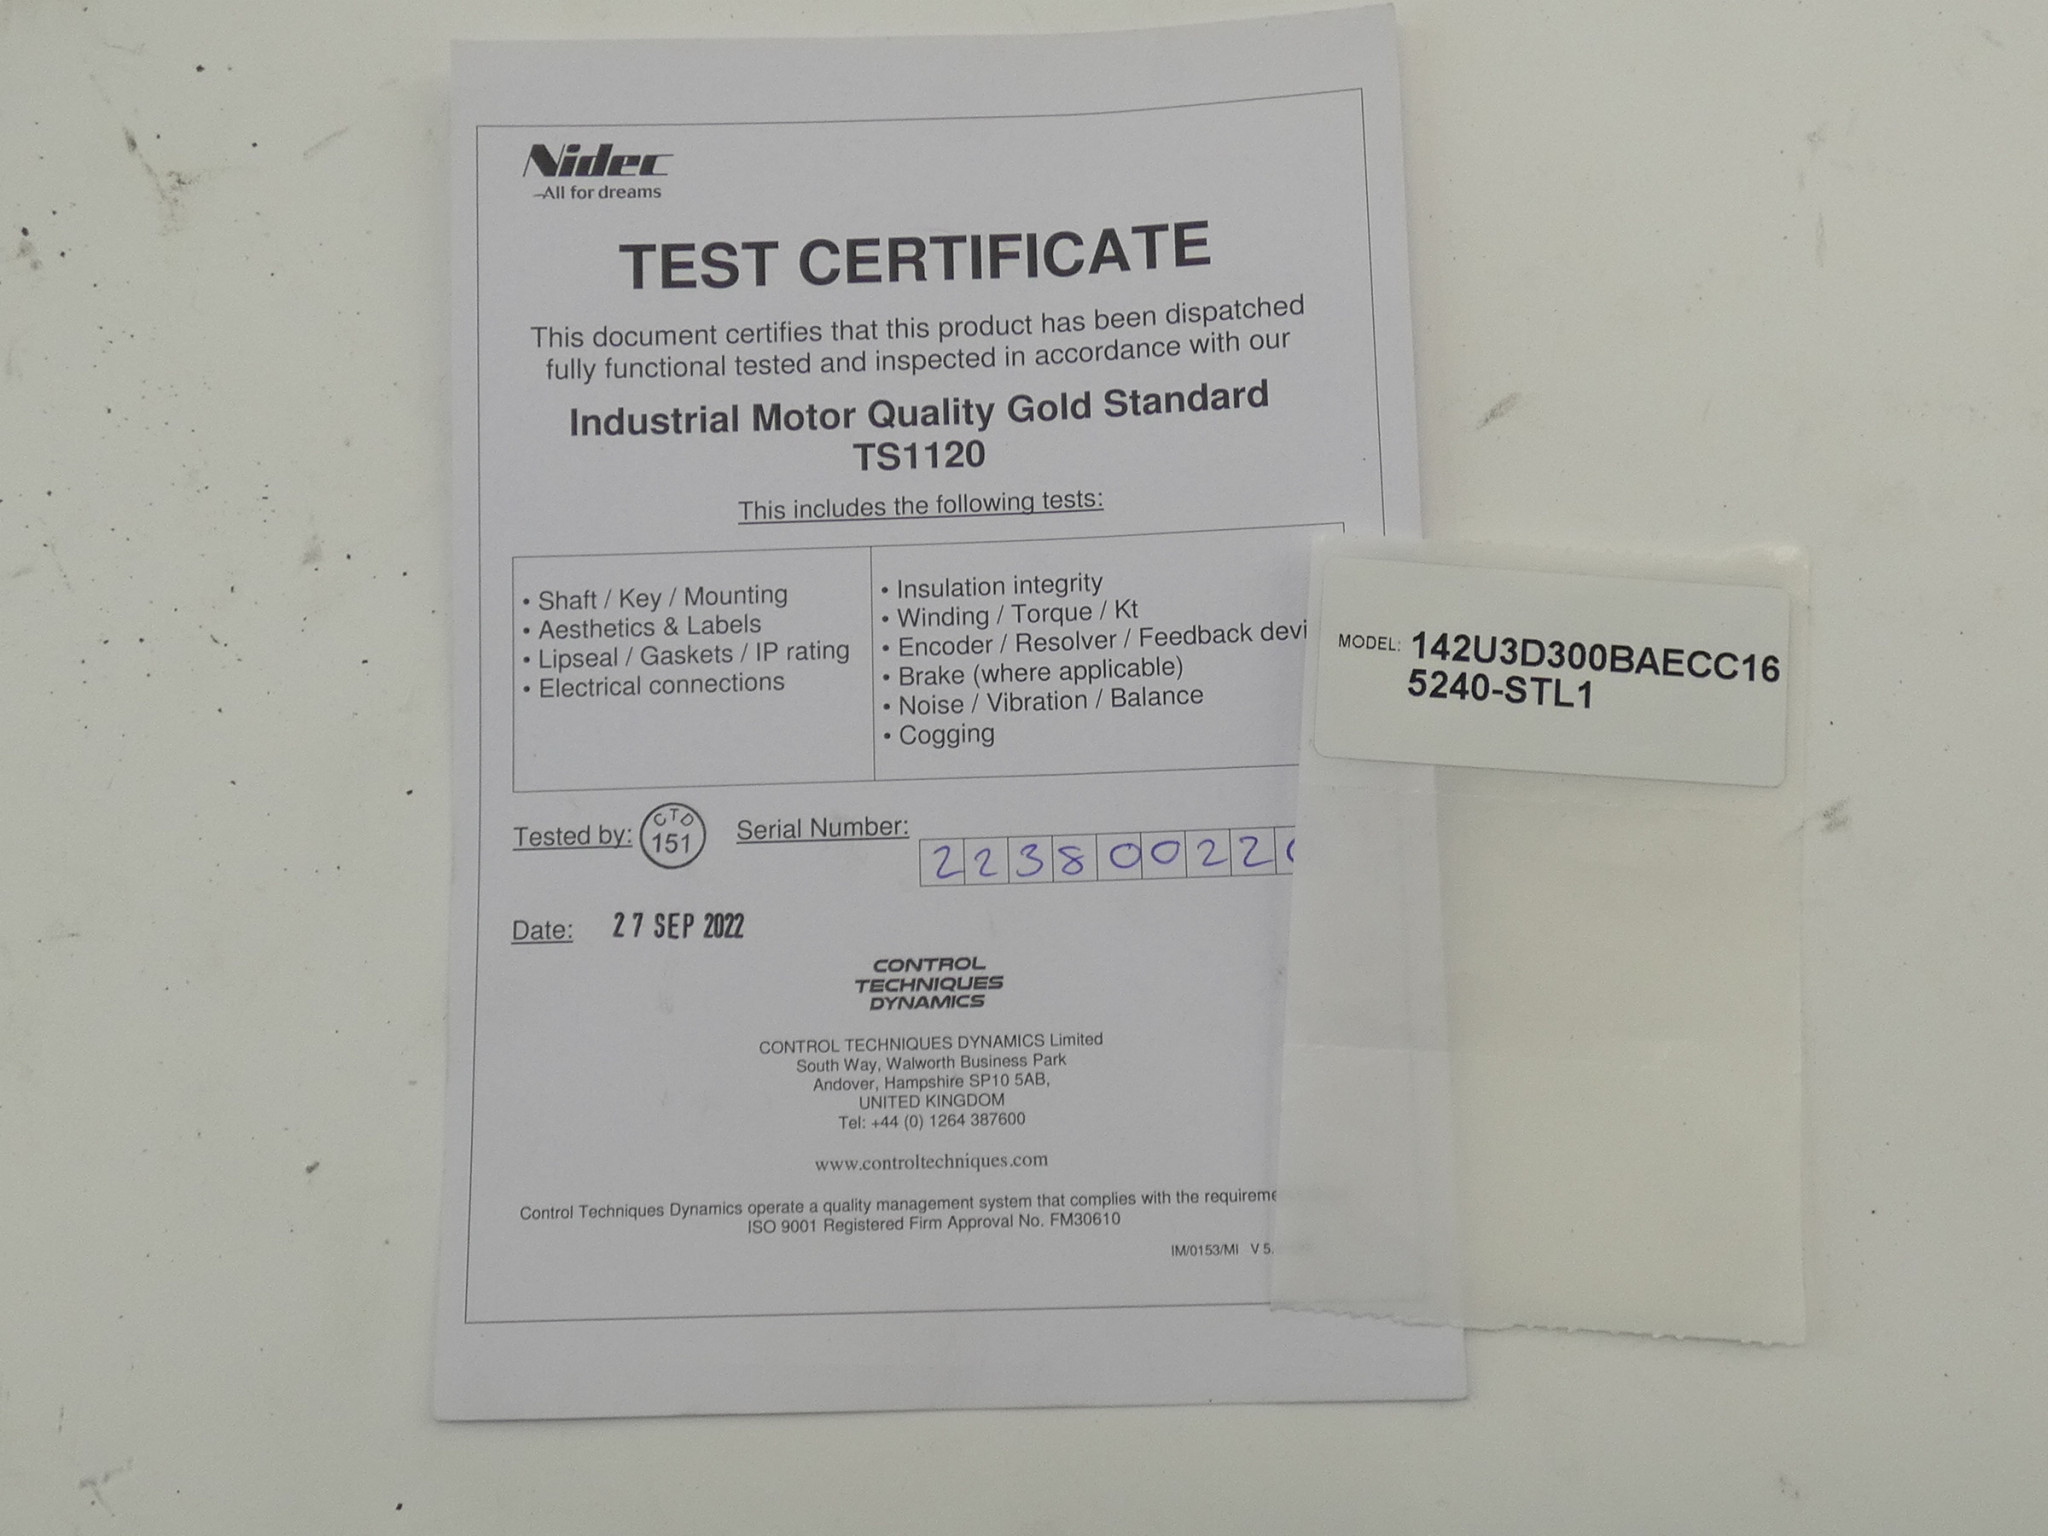 Nidec
—All for dreams
TEST CERTIFICATE
This document certifies that this product has been dispatched
fully functional tested and inspected in accordance with our
Industrial Motor Quality Gold Standard
TS1120
This includes the following tests:
• Shaft / Key / Mounting
• Aesthetics & Labels
• Lipseal / Gaskets / IP rating
• Electrical connections
• Insulation integrity
• Winding / Torque / Kt
• Encoder / Resolver / Feedback devi
• Brake (where applicable)
• Noise / Vibration / Balance
• Cogging
MODEL: 142U3D300BAECC16
5240-STL1
Tested by: CTD 151 Serial Number: 22380022
Date: 27 SEP 2022
CONTROL
TECHNIQUES
DYNAMICS
CONTROL TECHNIQUES DYNAMICS Limited
South Way, Walworth Business Park
Andover, Hampshire SP10 5AB,
UNITED KINGDOM
Tel: +44 (0) 1264 387600
www.controltechniques.com
Control Techniques Dynamics operate a quality management system that complies with the requireme
ISO 9001 Registered Firm Approval No. FM30610
IM/0153/MI V 5.